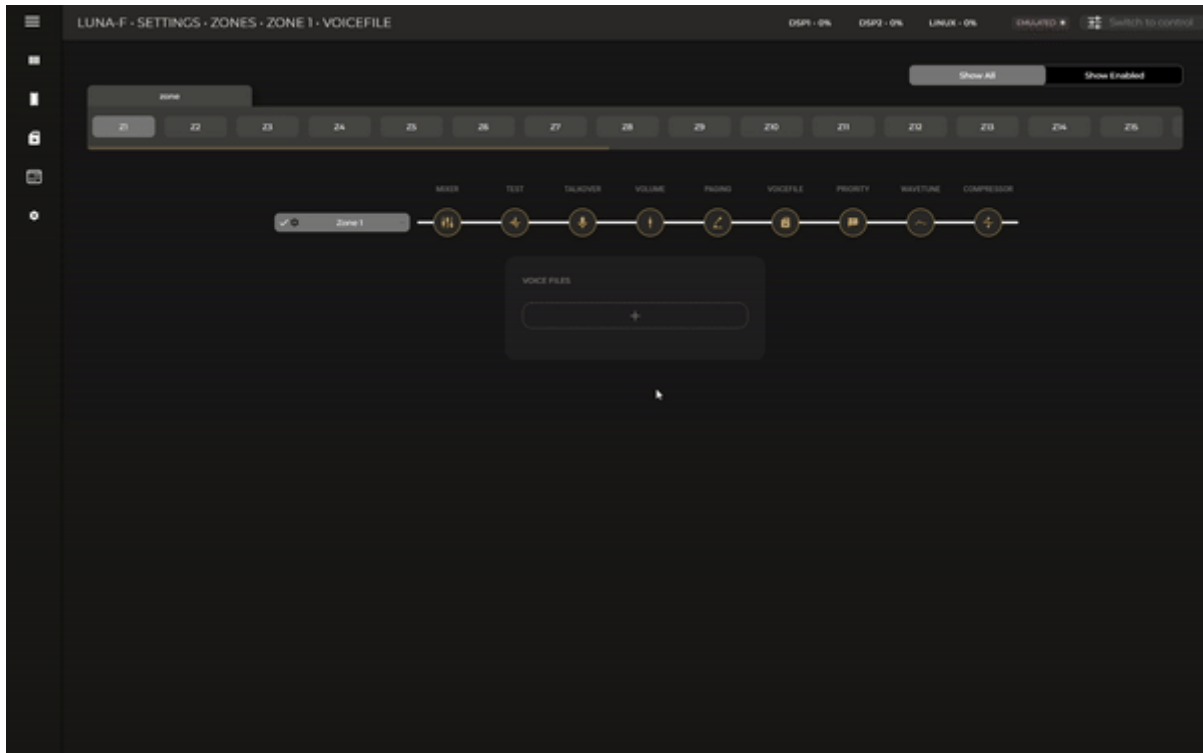 LUNA-F • SETTINGS • ZONES • ZONE 1 • VOICEFILE DSP1 - 0% DSP2 - 0% LINUX - 0% EMULATED Switch to control
Show All Show Enabled
zone
Z1 Z2 Z3 Z4 Z5 Z6 Z7 Z8 Z9 Z10 Z11 Z12 Z13 Z14 Z15
MIXER TEST TALKOVER VOLUME PAGING VOICEFILE PRIORITY WAVETUNE COMPRESSOR
Zone 1
VOICE FILES
+